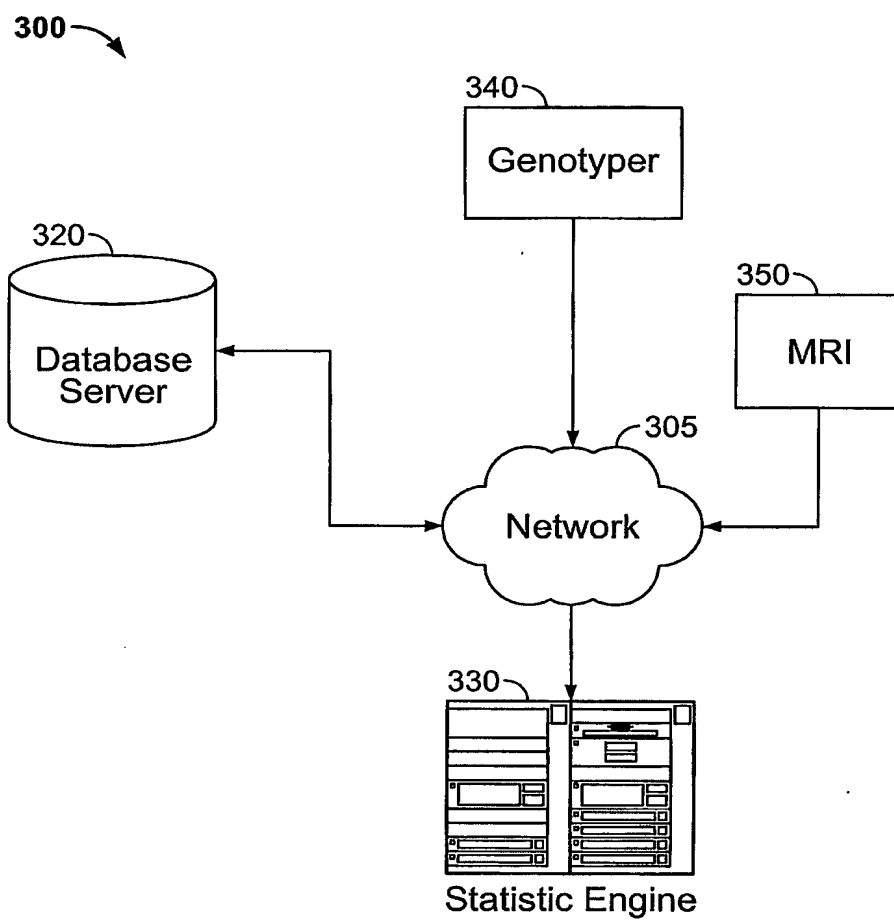 300
340
Genotyper
320
Database
Server
350
MRI
305
Network
330
Statistic Engine